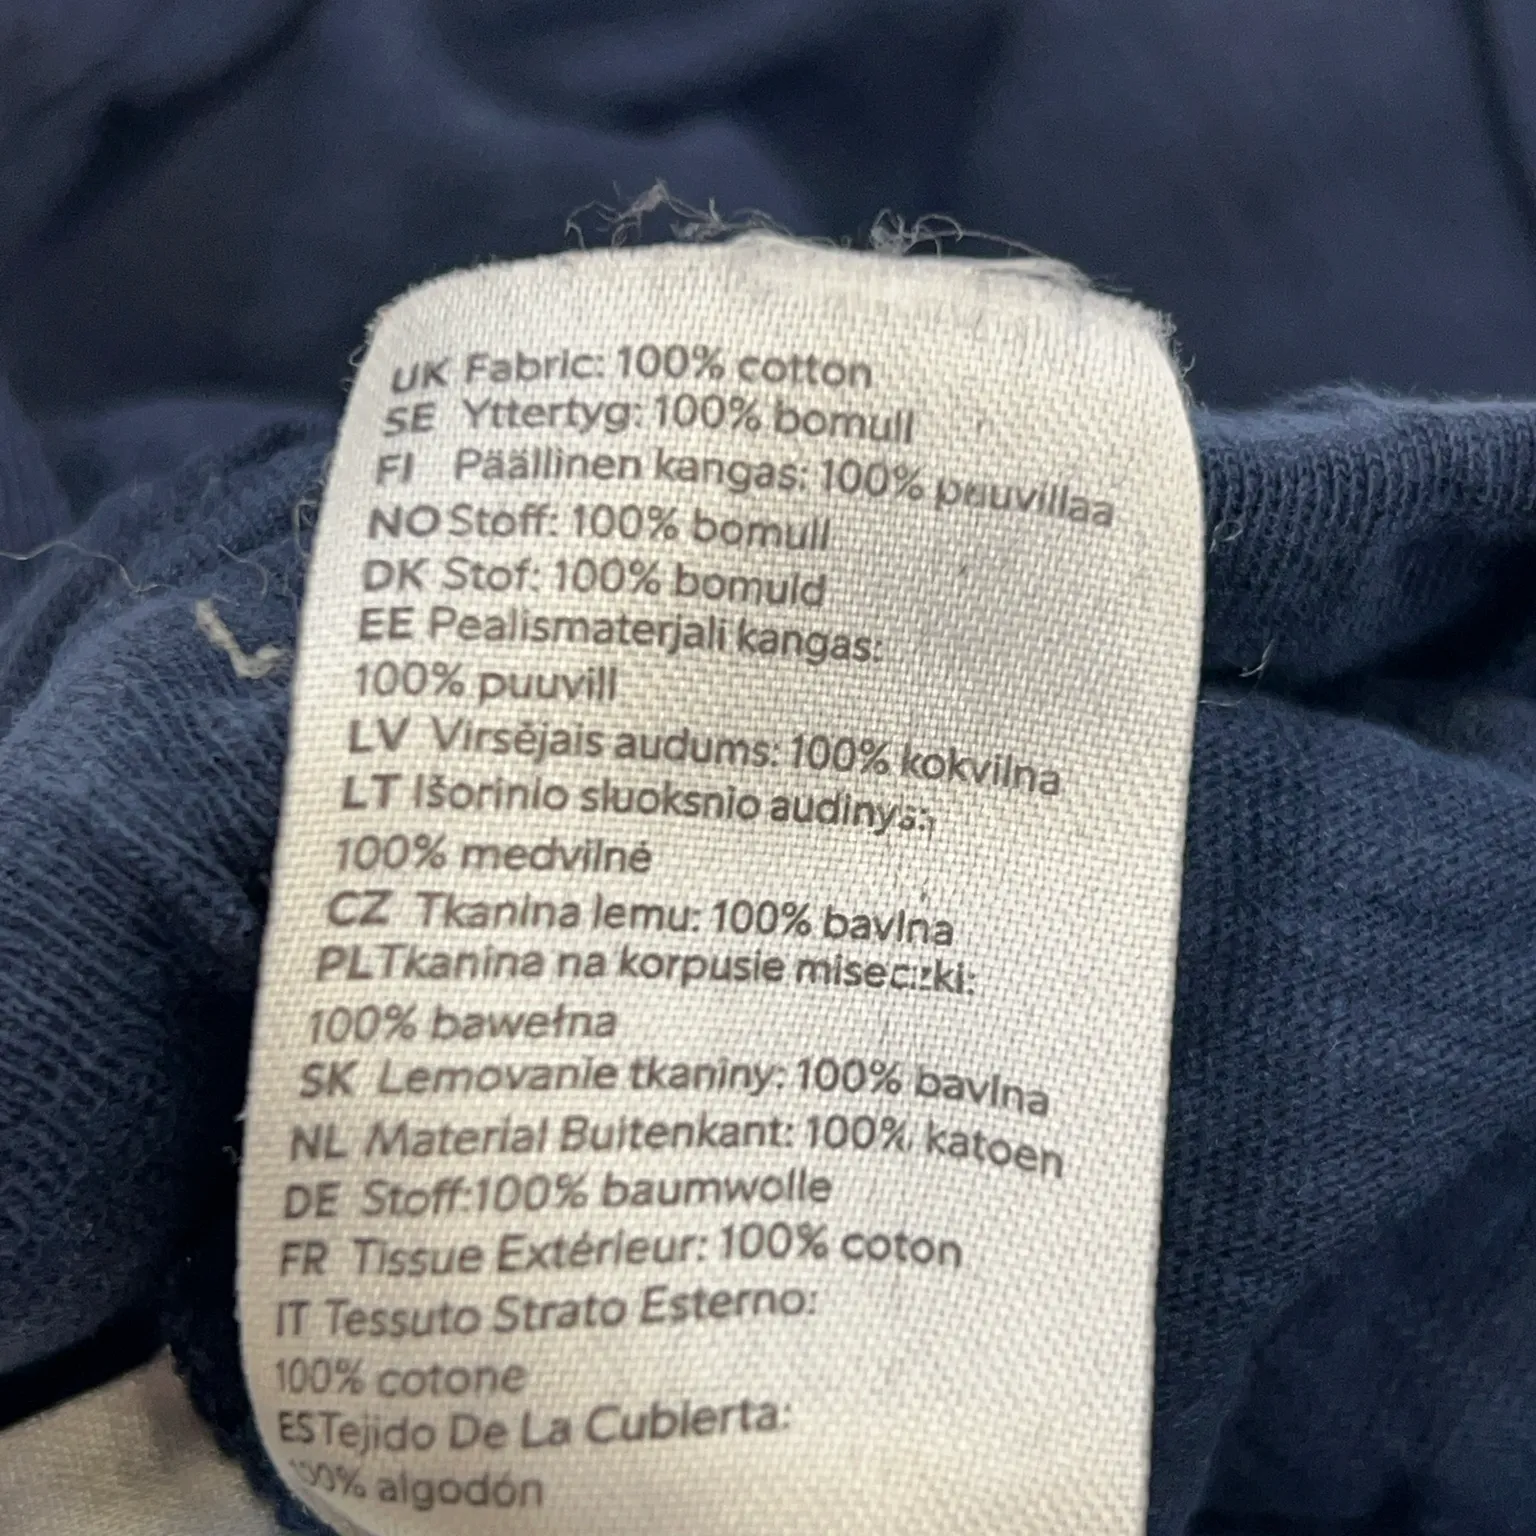 UK Fabric: 100% cotton
SE Yttertyg: 100% bomull
FI Päällinen kangas: 100% puuvillaa
NO Stoff: 100% bomull
DK Stof: 100% bomuld
EE Pealismaterjali kangas:
100% puuvill
LV Virsējais audums: 100% kokvilna
LT Išorinio sluoksnio audinys:
100% medvilnė
CZ Tkanina lemu: 100% bavlna
PL Tkanina na korpusie miseczki:
100% bawełna
SK Lemovanie tkaniny: 100% bavlna
NL Material Buitenkant: 100% katoen
DE Stoff:100% baumwolle
FR Tissue Extérieur: 100% coton
IT Tessuto Strato Esterno:
100% cotone
ES Tejido De La Cubierta:
100% algodón